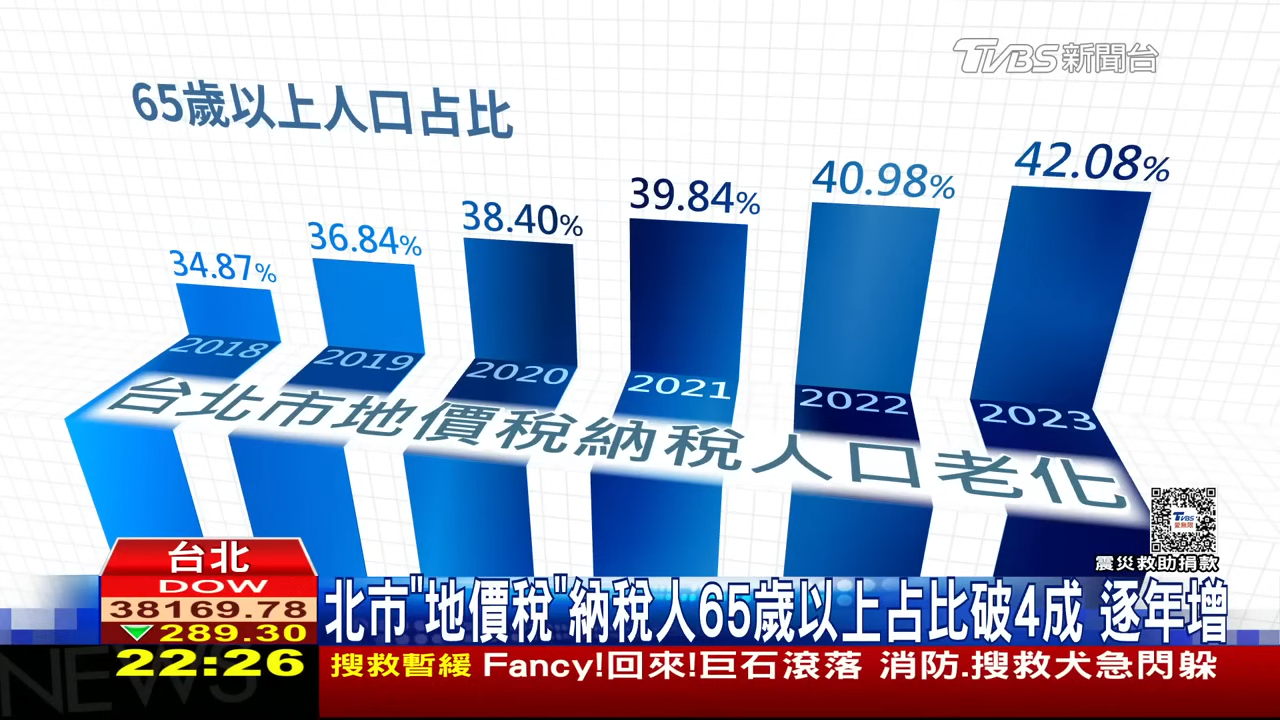 TVBS新聞台
65歲以上人口占比
34.87%
36.84%
38.40%
39.84%
40.98%
42.08%
2018
2019
2020
2021
2022
2023
台北市地價稅納稅人口老化
TVBS
愛無限
震災救助捐款
台北
DOW
38169.78
289.30
22:26
北市"地價稅"納稅人65歲以上占比破4成 逐年增
搜救暫緩 Fancy!回來!巨石滾落 消防.搜救犬急閃躲
NEWS